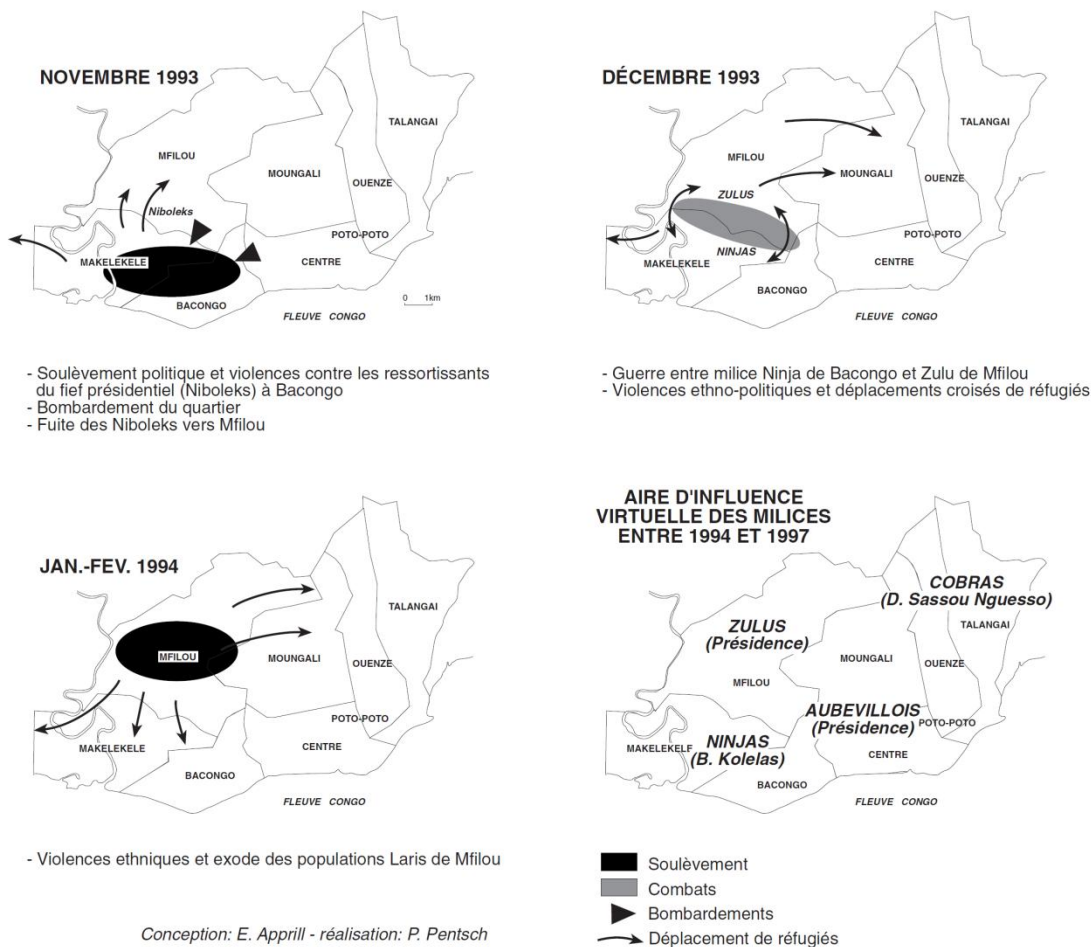 NOVEMBRE 1993
TALANGAI
MFILOU
MOUNGALI
OUENZE
Niboleks
POTO-POTO
MAKELEKELE
CENTRE
BACONGO
0 1km
FLEUVE CONGO
- Soulèvement politique et violences contre les ressortissants
du fief présidentiel (Niboleks) à Bacongo
- Bombardement du quartier
- Fuite des Niboleks vers Mfilou
DÉCEMBRE 1993
TALANGAI
MFILOU
MOUNGALI
OUENZE
ZULUS
POTO-POTO
NINJAS
MAKELEKELE
CENTRE
BACONGO
FLEUVE CONGO
- Guerre entre milice Ninja de Bacongo et Zulu de Mfilou
- Violences ethno-politiques et déplacements croisés de réfugiés
JAN.-FEV. 1994
TALANGAI
MFILOU
MOUNGALI
OUENZE
POTO-POTO
MAKELEKELE
CENTRE
BACONGO
FLEUVE CONGO
- Violences ethniques et exode des populations Laris de Mfilou
AIRE D'INFLUENCE
VIRTUELLE DES MILICES
ENTRE 1994 ET 1997
COBRAS
(D. Sassou Nguesso)
TALANGAI
ZULUS
(Présidence)
MOUNGALI
OUENZE
MFILOU
AUBEVILLOIS
(Présidence)
POTO-POTO
MAKELEKELF
NINJAS
(B. Kolelas)
CENTRE
BACONGO
FLEUVE CONGO
Soulèvement
Combats
Bombardements
Déplacement de réfugiés
Conception: E. Apprill - réalisation: P. Pentsch